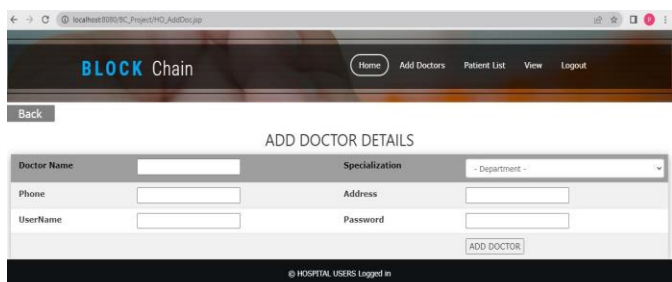 localhost:8080/BC_Project/HO_AddDoc.jsp
P
BLOCK Chain
Home Add Doctors Patient List View Logout
Back
ADD DOCTOR DETAILS
Doctor Name Specialization - Department -
Phone Address
UserName Password
ADD DOCTOR
© HOSPITAL USERS Logged in